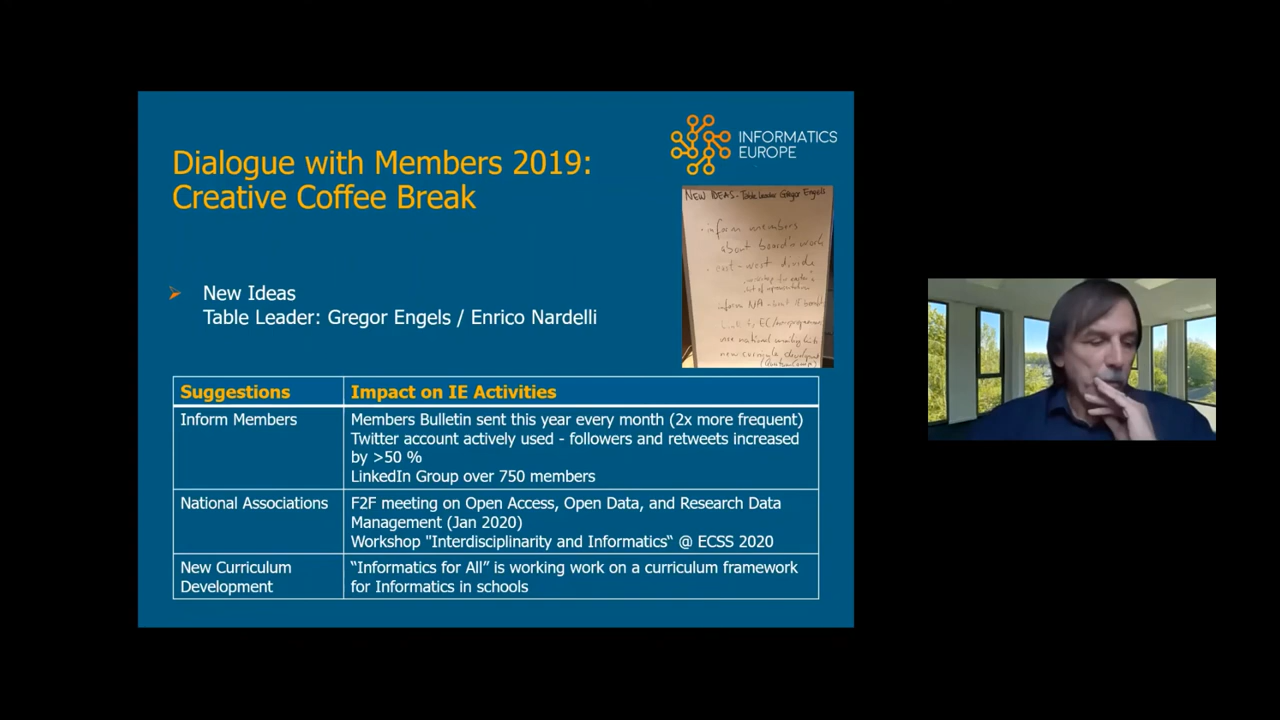 Dialogue with Members 2019:
Creative Coffee Break
INFORMATICS
EUROPE
NEW IDEAS - Table Leader Gregor Engels
inform members
about board's work
east-west divide
New Ideas
Table Leader: Gregor Engels / Enrico Nardelli
Suggestions
Impact on IE Activities
Inform Members
Members Bulletin sent this year every month (2x more frequent)
Twitter account actively used - followers and retweets increased
by >50 %
LinkedIn Group over 750 members
National Associations
F2F meeting on Open Access, Open Data, and Research Data
Management (Jan 2020)
Workshop "Interdisciplinarity and Informatics“ @ ECSS 2020
New Curriculum
Development
“Informatics for All” is working work on a curriculum framework
for Informatics in schools